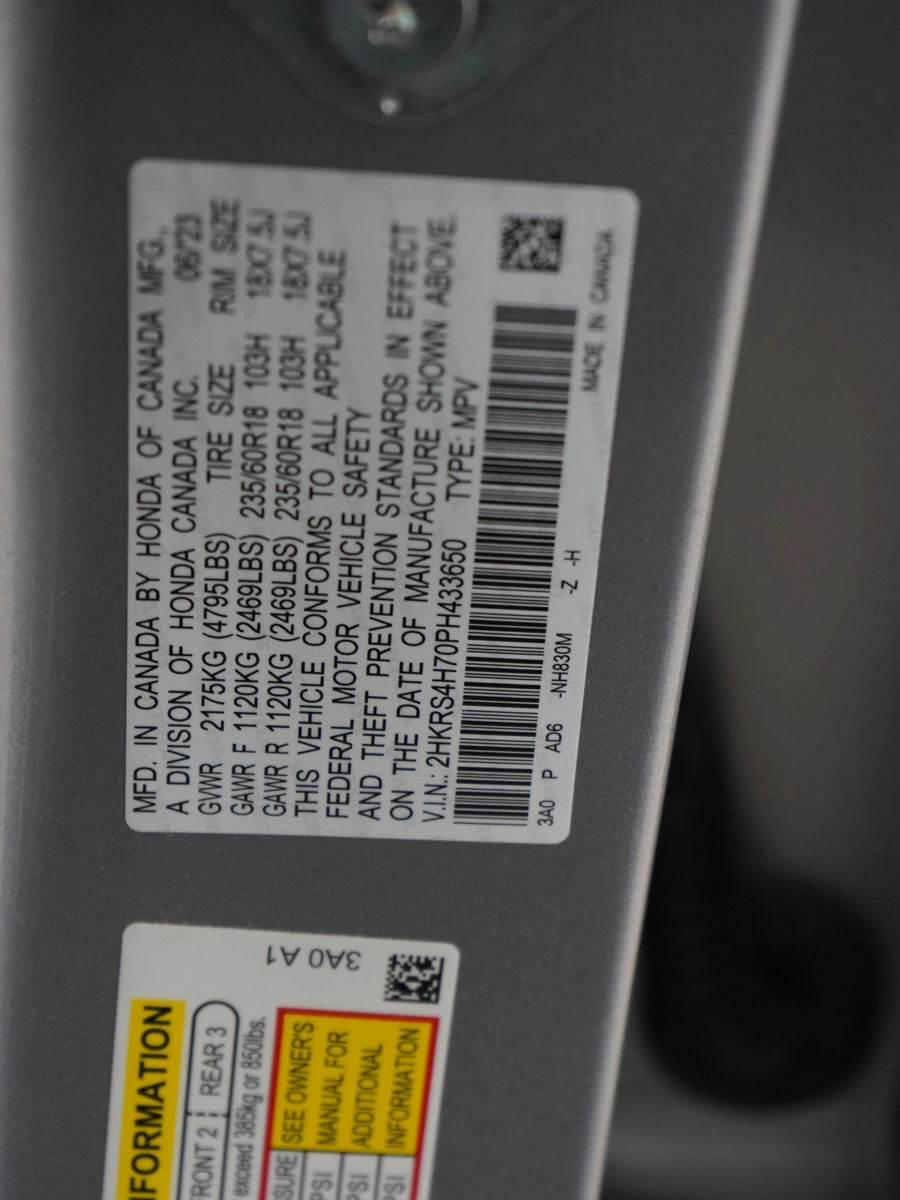 MFD. IN CANADA BY HONDA OF CANADA MFG.,
A DIVISION OF HONDA CANADA INC. 06/23
GVWR 2175KG (4795LBS) TIRE SIZE RIM SIZE
GAWR F 1120KG (2469LBS) 235/60R18 103H 18X7.5J
GAWR R 1120KG (2469LBS) 235/60R18 103H 18X7.5J
THIS VEHICLE CONFORMS TO ALL APPLICABLE
FEDERAL MOTOR VEHICLE SAFETY
AND THEFT PREVENTION STANDARDS IN EFFECT
ON THE DATE OF MANUFACTURE SHOWN ABOVE.
V.I.N.: 2HKRS4H70PH433650 TYPE: MPV
3A0 P AD6 -NH830M -Z -H
MADE IN CANADA
3A0 A1
FORMATION
FRONT 2 REAR 3
exceed 385kg or 850lbs.
SURE SEE OWNER'S
PSI MANUAL FOR
PSI ADDITIONAL
PSI INFORMATION